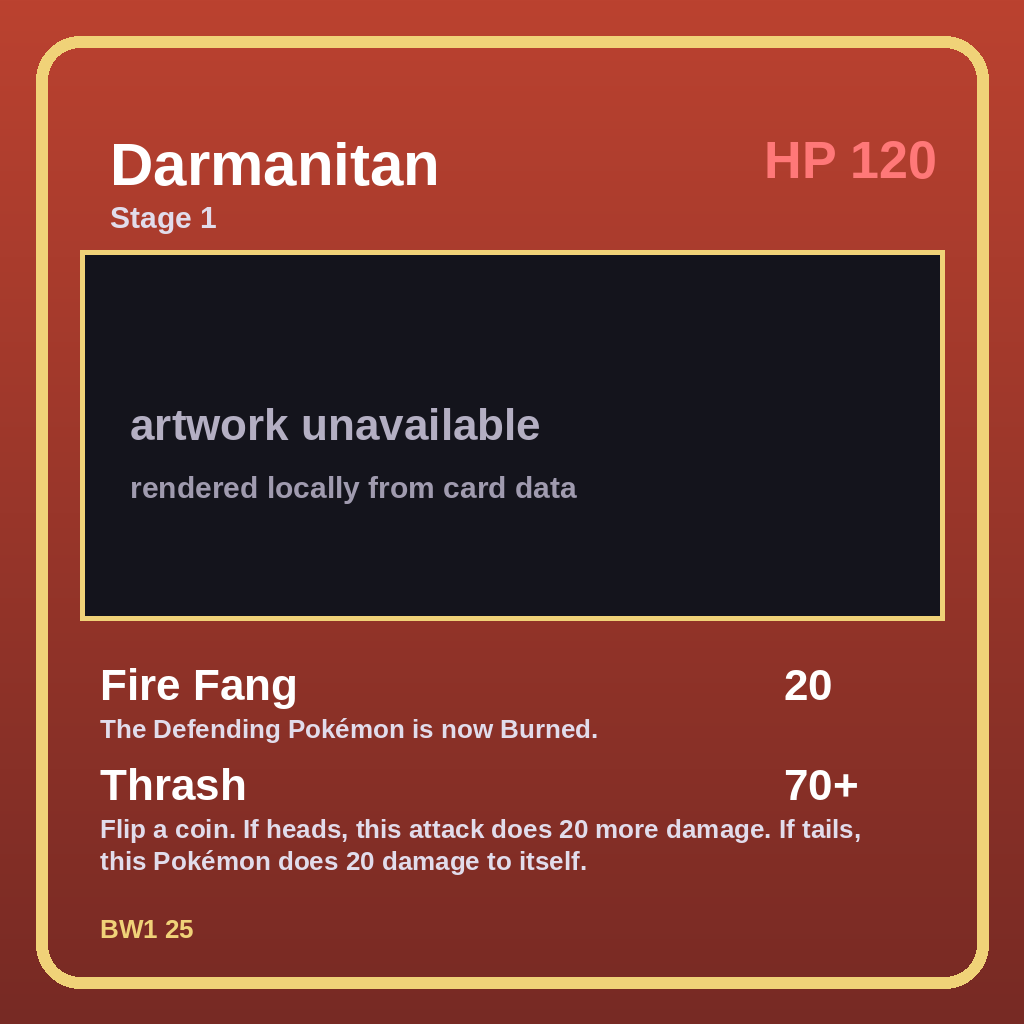 Darmanitan
HP 120
Stage 1
artwork unavailable
rendered locally from card data
Fire Fang
20
The Defending Pokémon is now Burned.
Thrash
70+
Flip a coin. If heads, this attack does 20 more damage. If tails,
this Pokémon does 20 damage to itself.
BW1 25